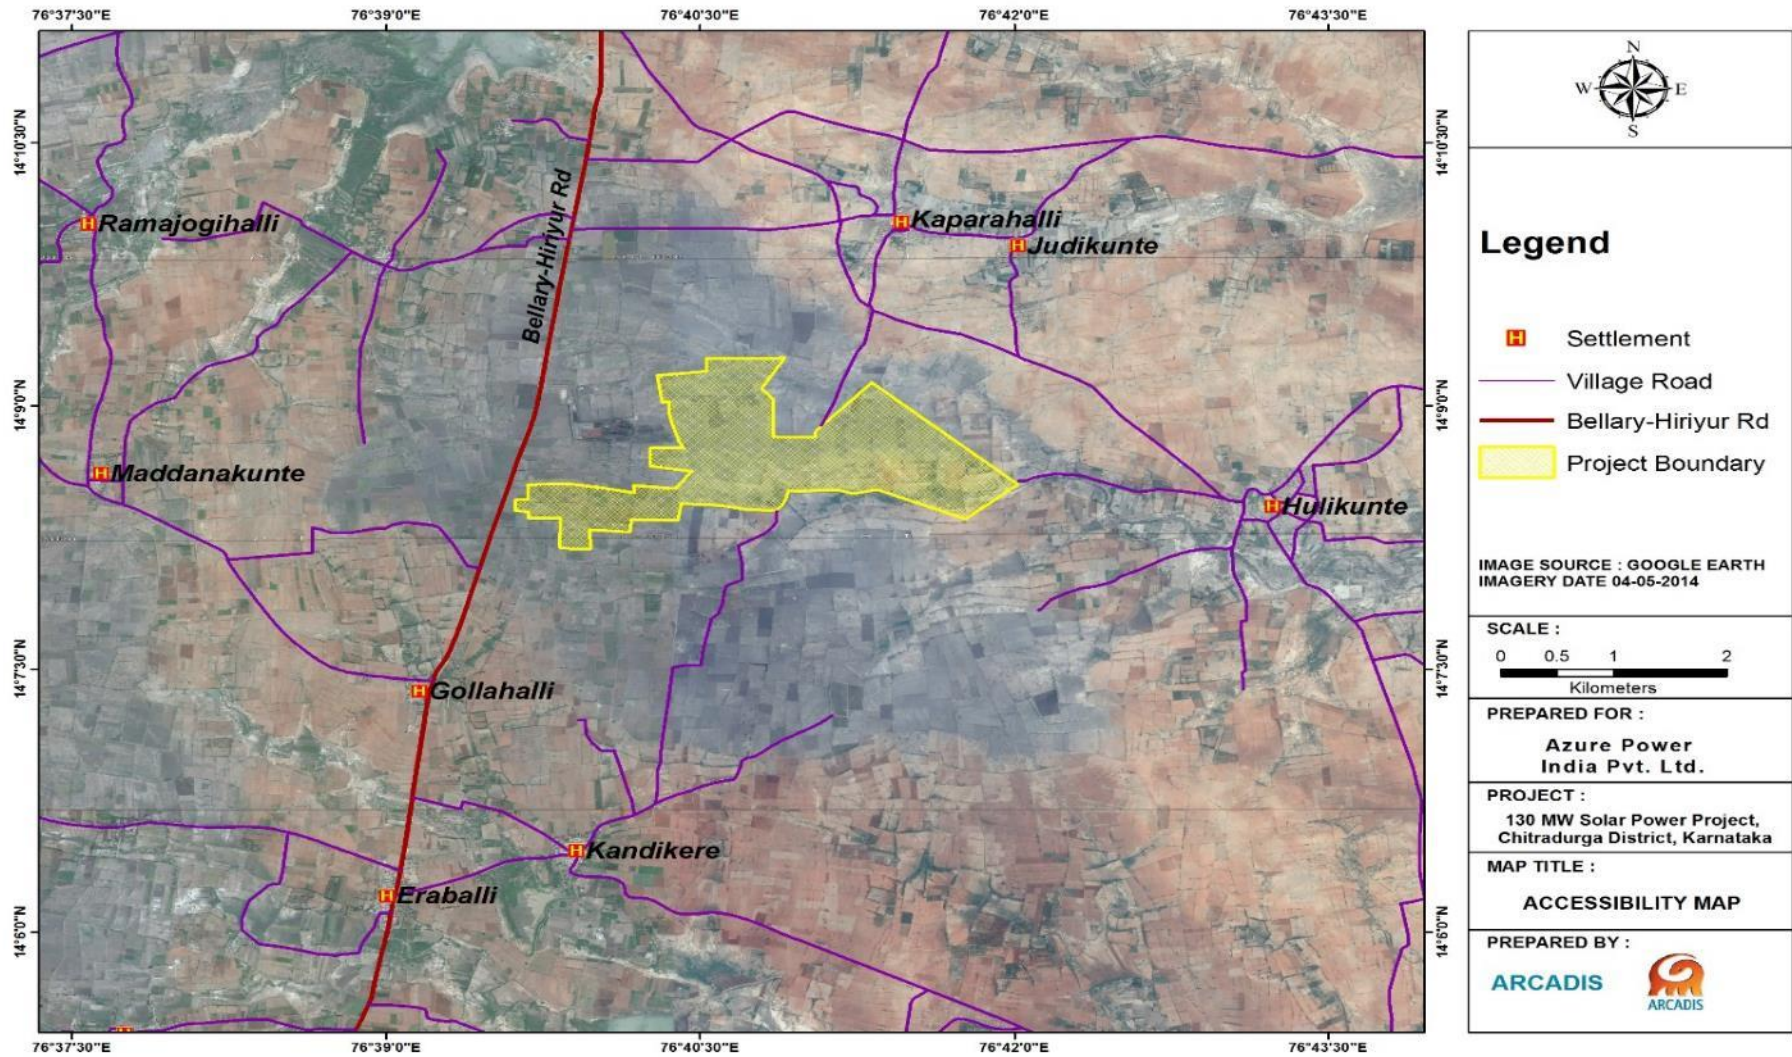 76°37'30"E
76°39'0"E
76°40'30"E
76°42'0"E
76°43'30"E
14°10'30"N
14°9'0"N
14°7'30"N
14°6'0"N
14°10'30"N
14°9'0"N
14°7'30"N
14°6'0"N
Bellary-Hiriyur Rd
H Ramajogihalli
H Kaparahalli
H Judikunte
H Maddanakunte
H Hulikunte
H Gollahalli
H Kandikere
H Eraballi
76°37'30"E
76°39'0"E
76°40'30"E
76°42'0"E
76°43'30"E
N
W E
S
Legend
H Settlement
Village Road
Bellary-Hiriyur Rd
Project Boundary
IMAGE SOURCE : GOOGLE EARTH
IMAGERY DATE 04-05-2014
SCALE :
0 0.5 1 2
Kilometers
PREPARED FOR :
Azure Power
India Pvt. Ltd.
PROJECT :
130 MW Solar Power Project,
Chitradurga District, Karnataka
MAP TITLE :
ACCESSIBILITY MAP
PREPARED BY :
ARCADIS
ARCADIS